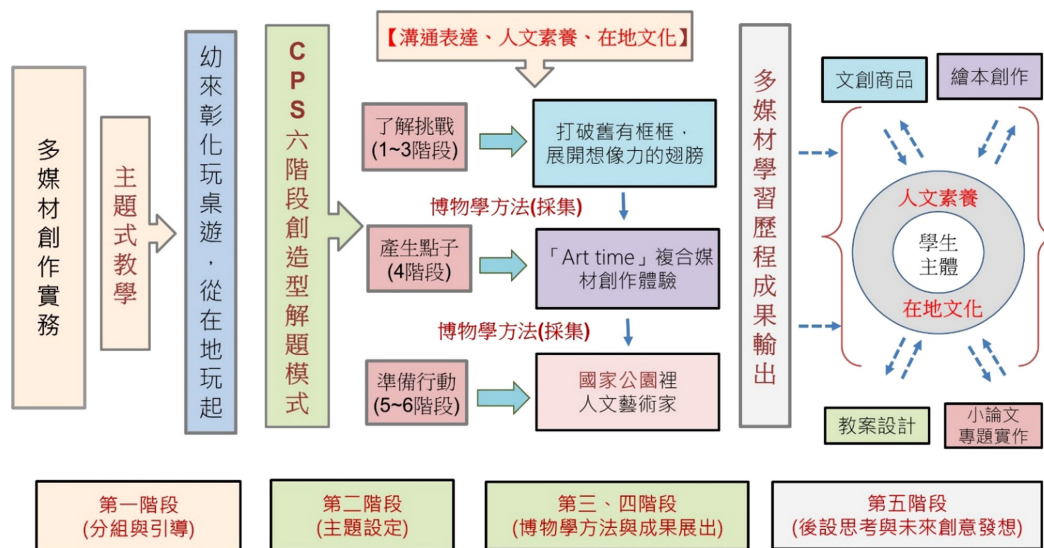 多媒材創作實務
主題式教學
幼來彰化玩桌遊，從在地玩起
CPS六階段創造型解題模式
【溝通表達、人文素養、在地文化】
了解挑戰
(1~3階段)
打破舊有框框，
展開想像力的翅膀
博物學方法(採集)
產生點子
(4階段)
「Art time」複合媒
材創作體驗
博物學方法(採集)
準備行動
(5~6階段)
國家公園裡
人文藝術家
多媒材學習歷程成果輸出
文創商品
繪本創作
人文素養
學生
主體
在地文化
教案設計
小論文
專題實作
第一階段
(分組與引導)
第二階段
(主題設定)
第三、四階段
(博物學方法與成果展出)
第五階段
(後設思考與未來創意發想)